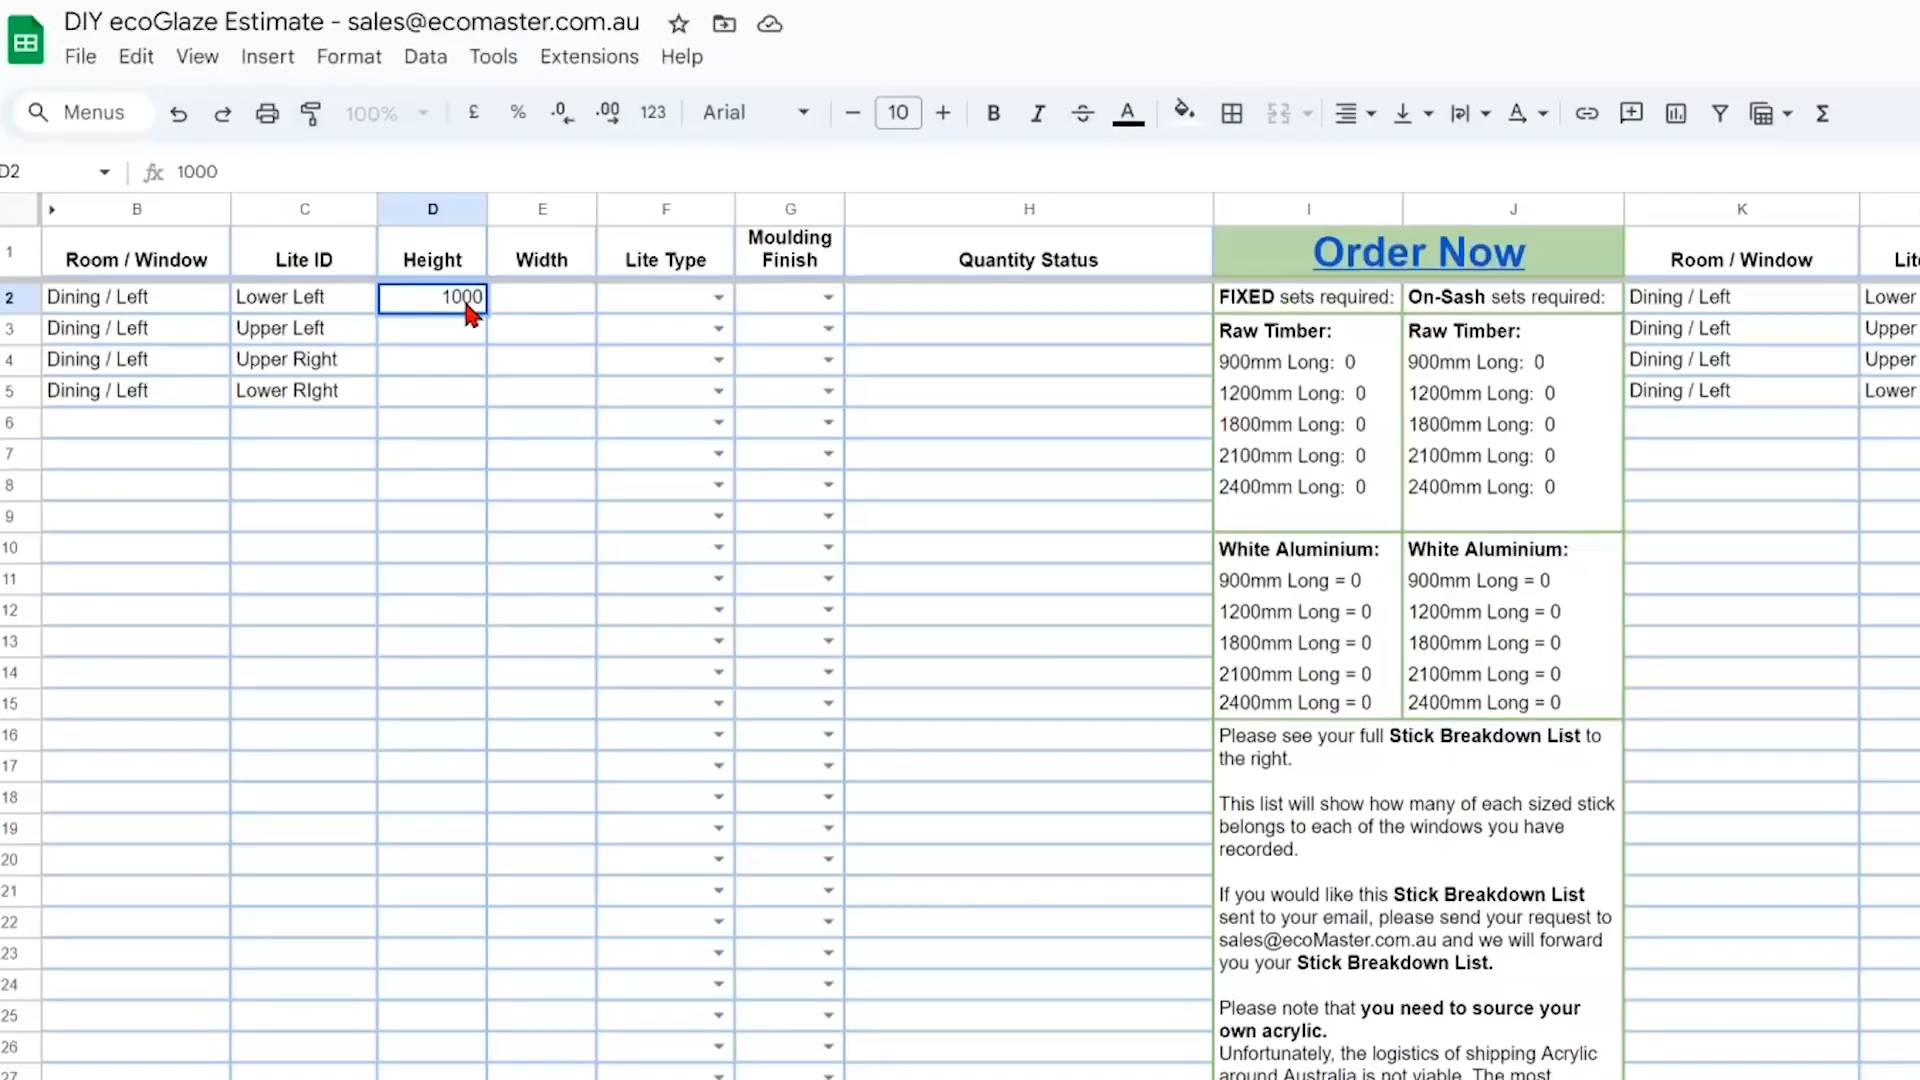 DIY ecoGlaze Estimate - sales@ecomaster.com.au
File Edit View Insert Format Data Tools Extensions Help
Menus 100% £ % .0 .00 123 Arial 10 B I A A Σ
D2 fx 1000
B C D E F G H I J K
1 Room / Window Lite ID Height Width Lite Type Moulding Finish Quantity Status Order Now Room / Window
2 Dining / Left Lower Left 1000 FIXED sets required: On-Sash sets required: Dining / Left Lower
3 Dining / Left Upper Left Raw Timber: Raw Timber: Dining / Left Upper
4 Dining / Left Upper Right 900mm Long: 0 900mm Long: 0 Dining / Left Upper
5 Dining / Left Lower RIght 1200mm Long: 0 1200mm Long: 0 Dining / Left Lower
6 1800mm Long: 0 1800mm Long: 0
7 2100mm Long: 0 2100mm Long: 0
8 2400mm Long: 0 2400mm Long: 0
9
10 White Aluminium: White Aluminium:
11 900mm Long = 0 900mm Long = 0
12 1200mm Long = 0 1200mm Long = 0
13 1800mm Long = 0 1800mm Long = 0
14 2100mm Long = 0 2100mm Long = 0
15 2400mm Long = 0 2400mm Long = 0
16 Please see your full Stick Breakdown List to
17 the right.
18 This list will show how many of each sized stick
19 belongs to each of the windows you have
20 recorded.
21 If you would like this Stick Breakdown List
22 sent to your email, please send your request to
23 sales@ecoMaster.com.au and we will forward
24 you your Stick Breakdown List.
25 Please note that you need to source your
26 own acrylic.
Unfortunately, the logistics of shipping Acrylic
27 around Australia is not viable. The most